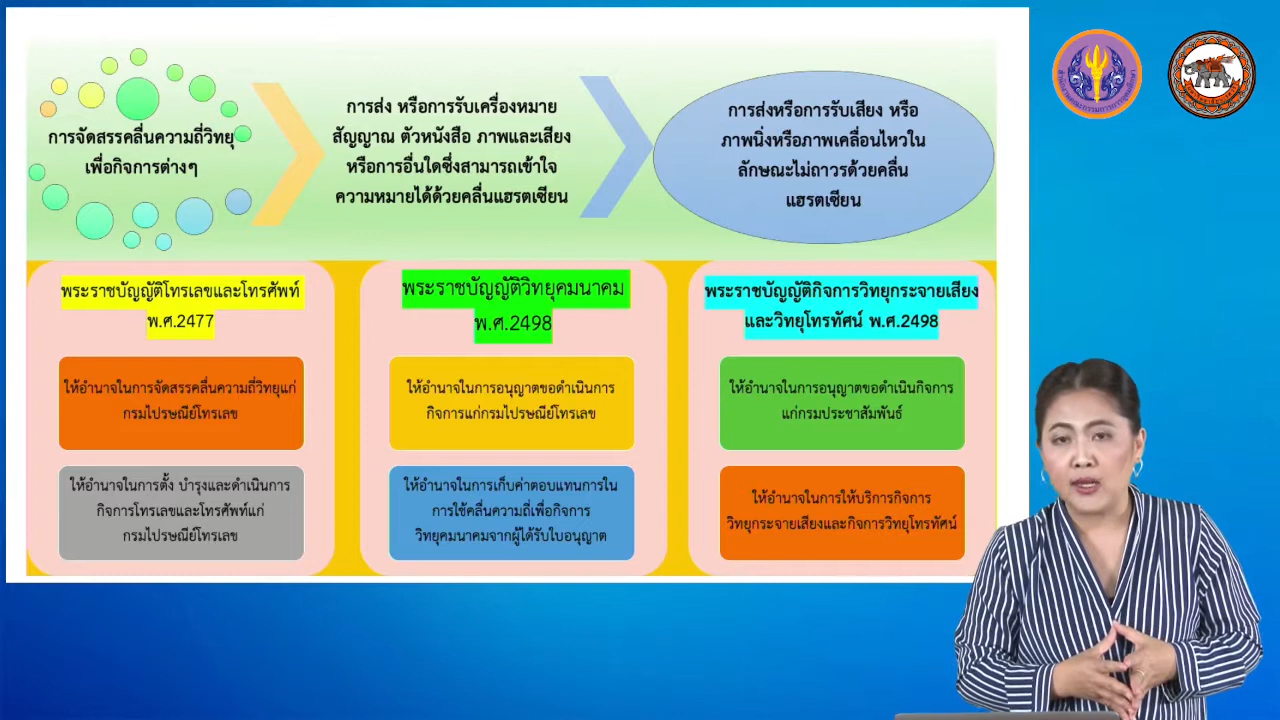 การจัดสรรคลื่นความถี่วิทยุ
เพื่อกิจการต่างๆ
การส่ง หรือการรับเครื่องหมาย
สัญญาณ ตัวหนังสือ ภาพและเสียง
หรือการอื่นใดซึ่งสามารถเข้าใจ
ความหมายได้ด้วยคลื่นแฮรตเซียน
การส่งหรือการรับเสียง หรือ
ภาพนิ่งหรือภาพเคลื่อนไหวใน
ลักษณะไม่ถาวรด้วยคลื่น
แฮรตเซียน
พระราชบัญญัติโทรเลขและโทรศัพท์
พ.ศ.2477
ให้อำนาจในการจัดสรรคลื่นความถี่วิทยุแก่
กรมไปรษณีย์โทรเลข
ให้อำนาจในการตั้ง บำรุงและดำเนินการ
กิจการโทรเลขและโทรศัพท์แก่
กรมไปรษณีย์โทรเลข
พระราชบัญญัติวิทยุคมนาคม
พ.ศ.2498
ให้อำนาจในการอนุญาตขอดำเนินการ
กิจการแก่กรมไปรษณีย์โทรเลข
ให้อำนาจในการเก็บค่าตอบแทนการใน
การใช้คลื่นความถี่เพื่อกิจการ
วิทยุคมนาคมจากผู้ได้รับใบอนุญาต
พระราชบัญญัติกิจการวิทยุกระจายเสียง
และวิทยุโทรทัศน์ พ.ศ.2498
ให้อำนาจในการอนุญาตขอดำเนินกิจการ
แก่กรมประชาสัมพันธ์
ให้อำนาจในการให้บริการกิจการ
วิทยุกระจายเสียงและกิจการวิทยุโทรทัศน์